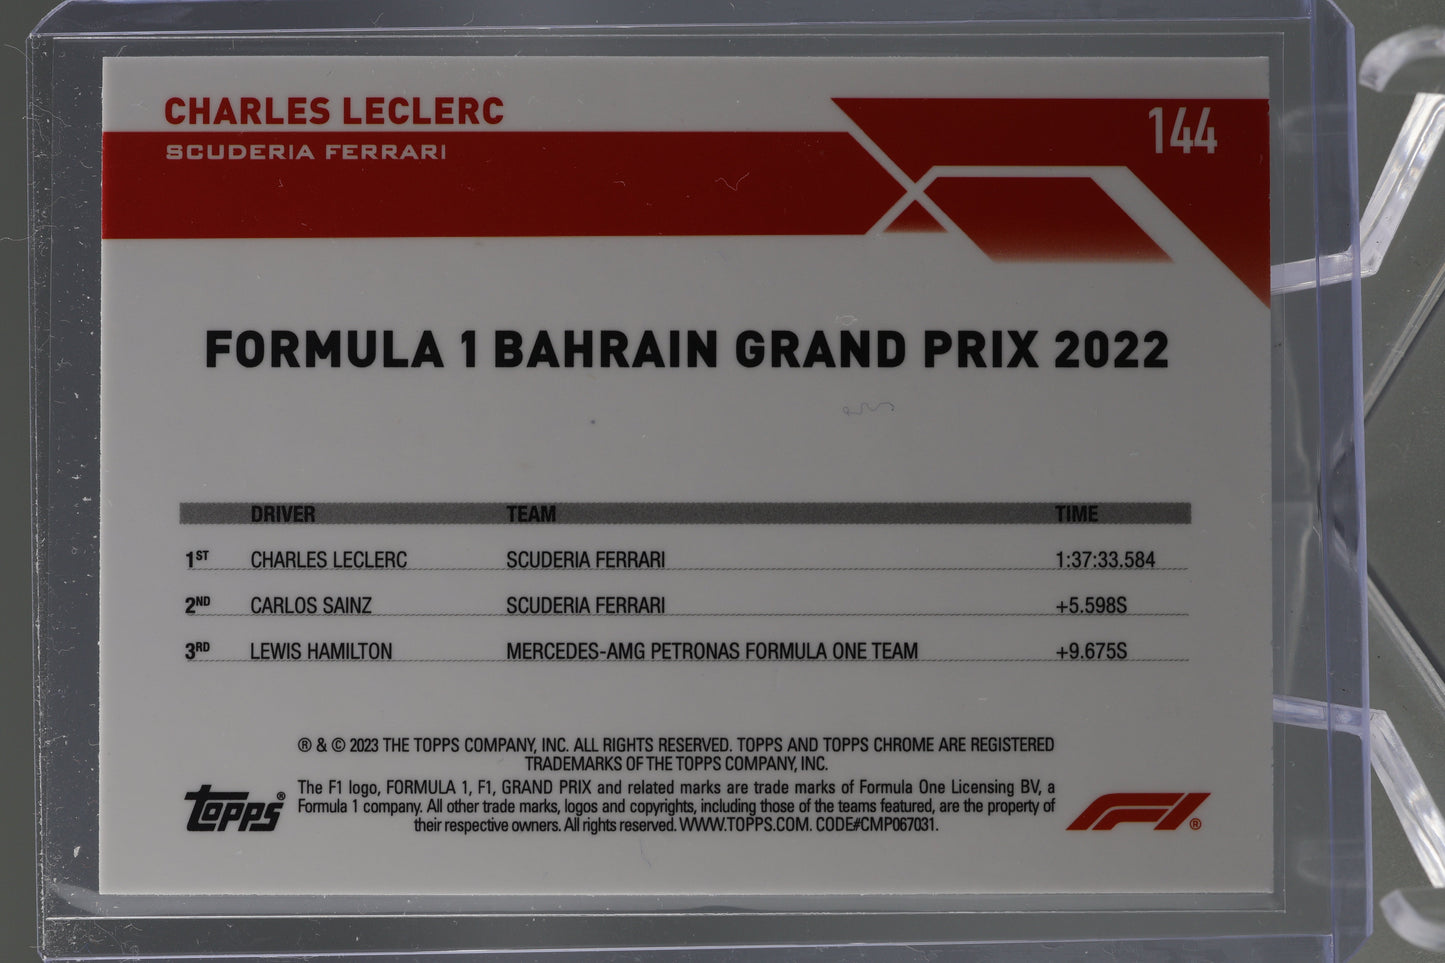 CHARLES LECLERC
SCUDERIA FERRARI
144
FORMULA 1 BAHRAIN GRAND PRIX 2022
DRIVER TEAM TIME
1ST CHARLES LECLERC SCUDERIA FERRARI 1:37:33.584
2ND CARLOS SAINZ SCUDERIA FERRARI +5.598S
3RD LEWIS HAMILTON MERCEDES-AMG PETRONAS FORMULA ONE TEAM +9.675S
® & © 2023 THE TOPPS COMPANY, INC. ALL RIGHTS RESERVED. TOPPS AND TOPPS CHROME ARE REGISTERED
TRADEMARKS OF THE TOPPS COMPANY, INC.
The F1 logo, FORMULA 1, F1, GRAND PRIX and related marks are trade marks of Formula One Licensing BV, a
Formula 1 company. All other trade marks, logos and copyrights, including those of the teams featured, are the property of
their respective owners. All rights reserved. WWW.TOPPS.COM. CODE#CMP067031.
Topps®
F1®